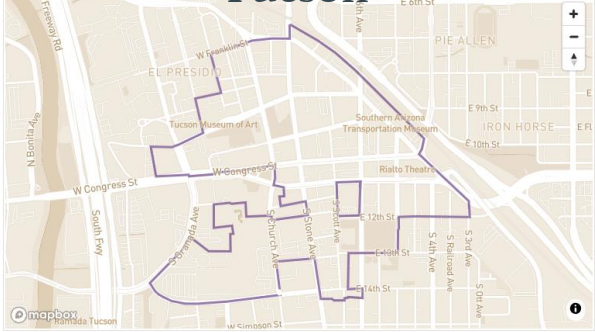 Tucson
E 6th St
Freeway Rd
6th Ave
W Franklin St
PIE ALLEN
EL PRESIDIO
N Bonita Ave
E 9th St
Tucson Museum of Art
Southern Arizona
Transportation Museum
IRON HORSE
E 10th St
W Congress St
Rialto Theatre
W Congress St
South Fwy
S Granada Ave
S Church Ave
S Stone Ave
S Scott Ave
E 12th St
S 4th Ave
S Railroad Ave
S 3rd Ave
E 13th St
S Ott Ave
E 14th St
mapbox
Ramada Tucson
W Simpson St